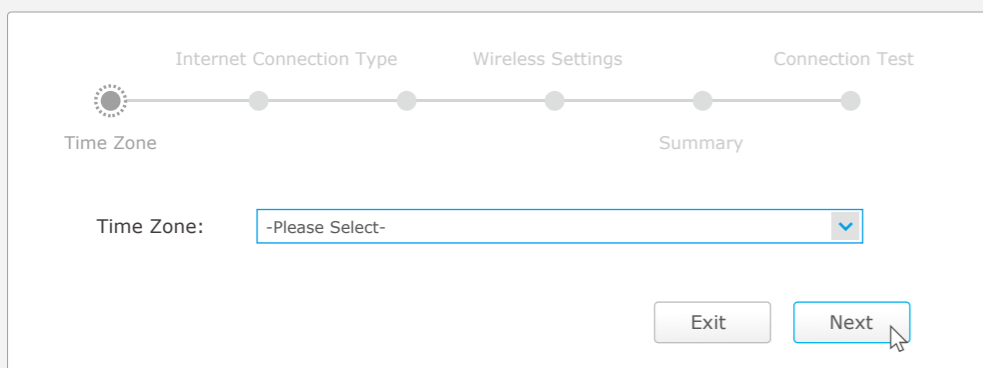 Internet Connection Type Wireless Settings Connection Test
Time Zone Summary
Time Zone: -Please Select-
Exit Next